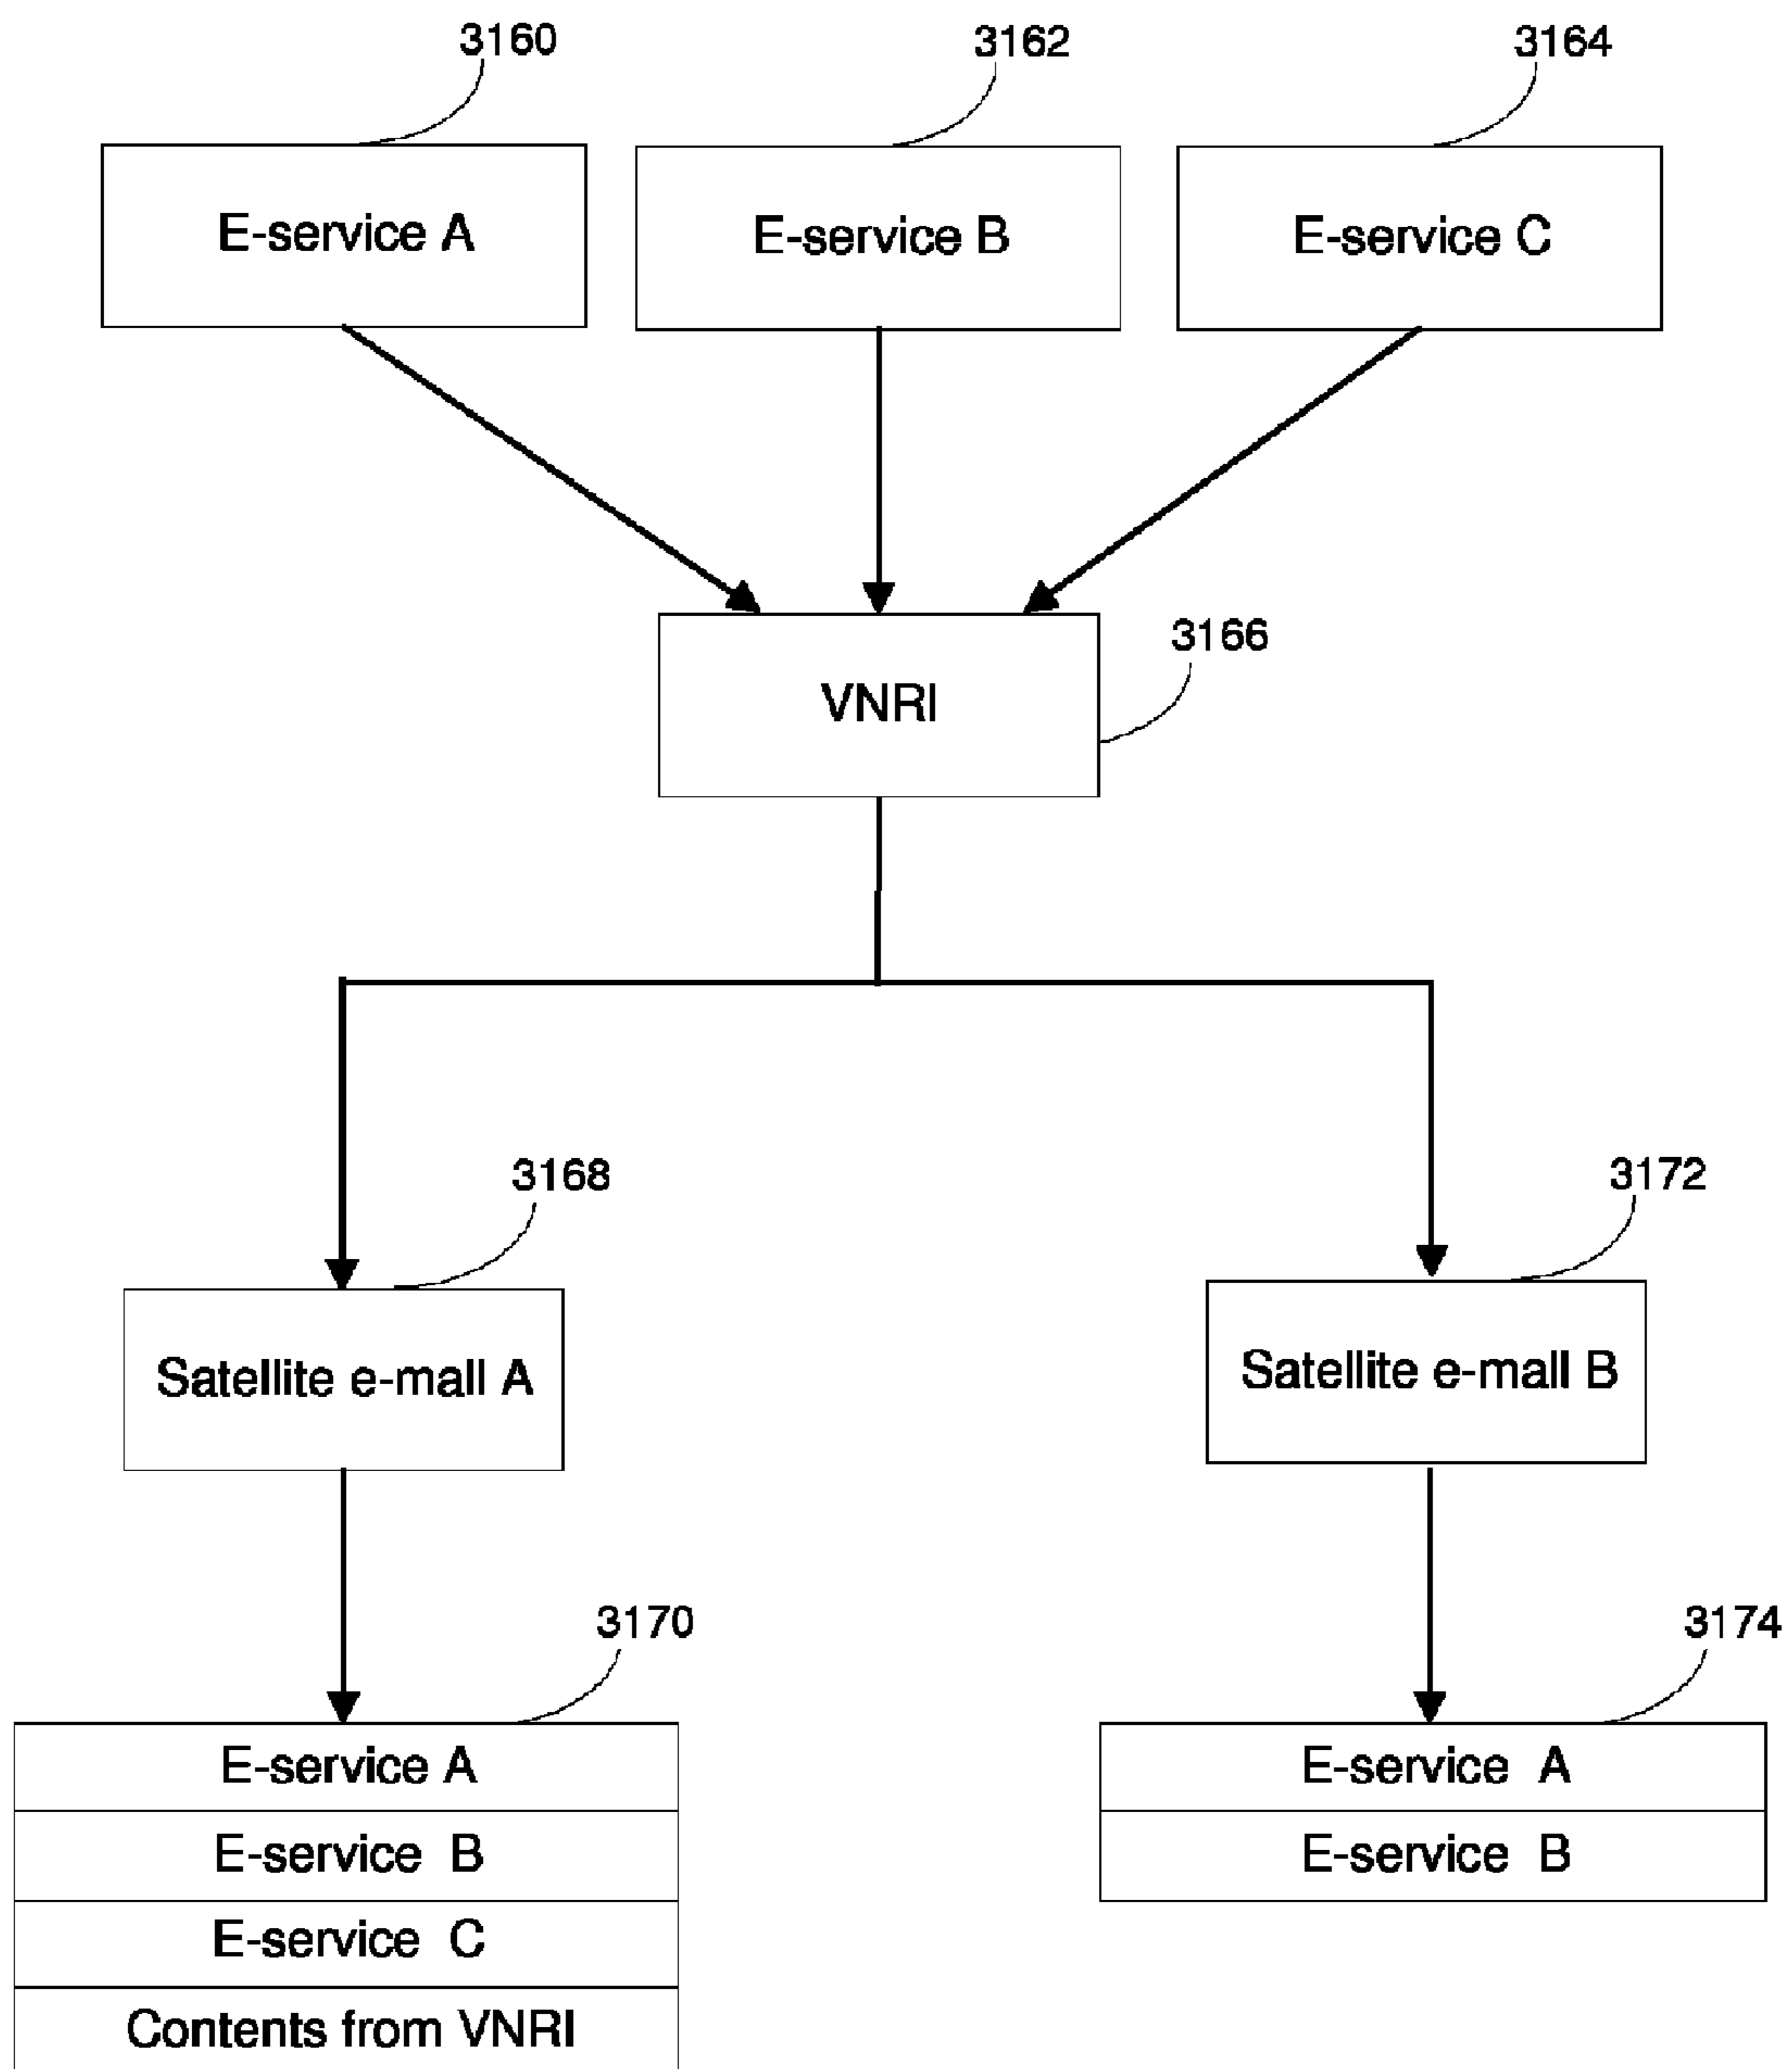 3160
3162
3164
E-service A
E-service B
E-service C
3166
VNRI
3168
3172
Satellite e-mall A
Satellite e-mall B
3170
3174
E-service A
E-service B
E-service C
Contents from VNRI
E-service A
E-service B